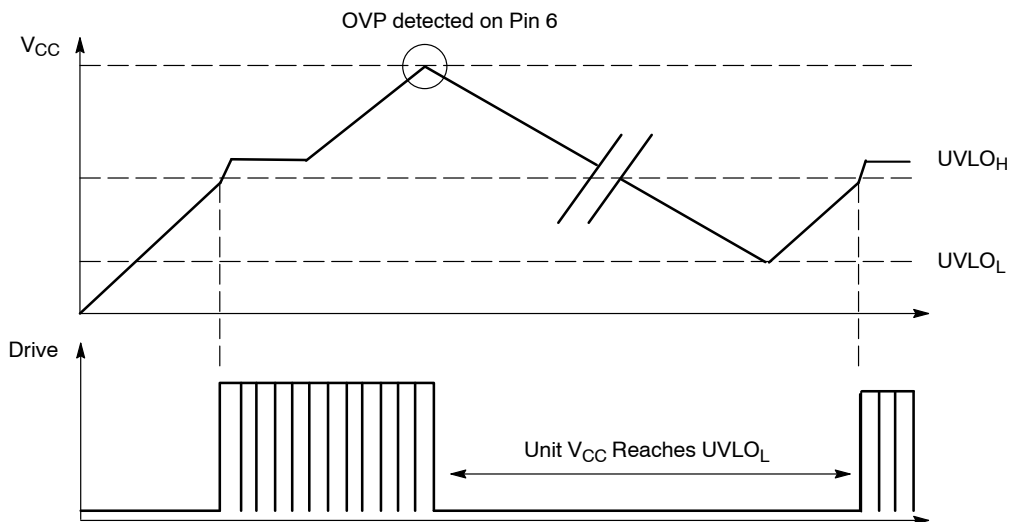 OVP detected on Pin 6
VCC
UVLOH
UVLOL
Drive
Unit VCC Reaches UVLOL